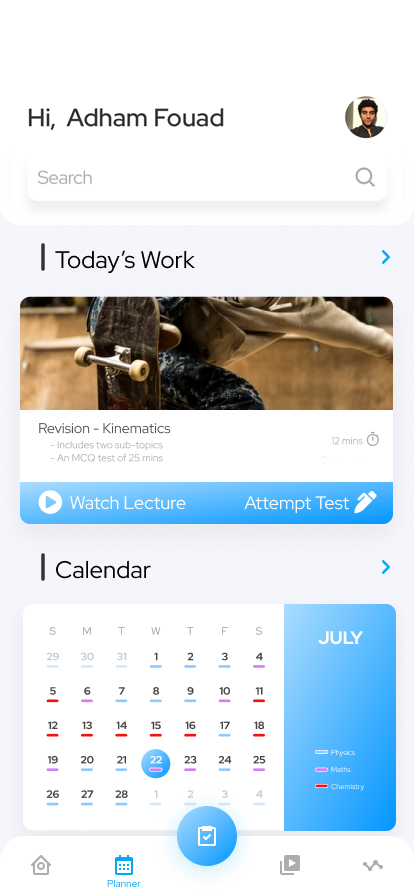 Hi, Adham Fouad
Search
Today's Work
Revision - Kinematics
- Includes two sub-topics
- An MCQ test of 25 mins
12 mins
Watch Lecture
Attempt Test
Calendar
S M T W T F S
29 30 31 1 2 3 4
5 6 7 8 9 10 11
12 13 14 15 16 17 18
19 20 21 22 23 24 25
26 27 28 1 2 3 4
JULY
Physics
Maths
Chemistry
Planner